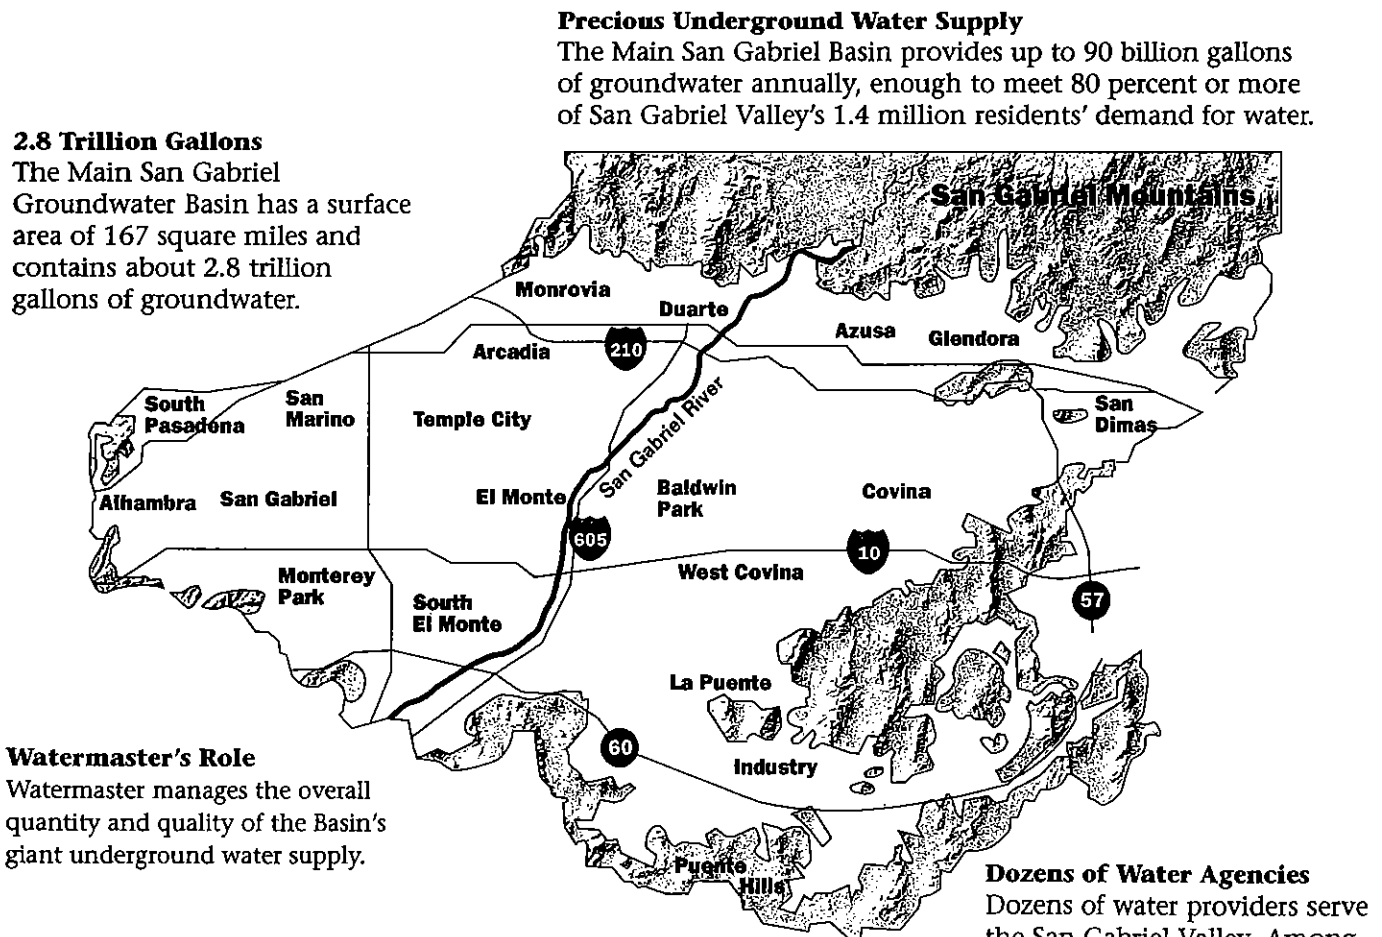 Precious Underground Water Supply
The Main San Gabriel Basin provides up to 90 billion gallons
of groundwater annually, enough to meet 80 percent or more
of San Gabriel Valley's 1.4 million residents' demand for water.
2.8 Trillion Gallons
The Main San Gabriel
Groundwater Basin has a surface
area of 167 square miles and
contains about 2.8 trillion
gallons of groundwater.
San Gabriel Mountains
Monrovia
Duarte
Azusa
Glendora
Arcadia
210
South
Pasadena
San
Marino
Temple City
San Gabriel River
San
Dimas
Alhambra
San Gabriel
El Monte
Baldwin
Park
Covina
605
10
West Covina
Monterey
Park
South
El Monte
57
La Puente
60
Industry
Puente
Hills
Watermaster's Role
Watermaster manages the overall
quantity and quality of the Basin's
giant underground water supply.
Dozens of Water Agencies
Dozens of water providers serve
the San Gabriel Valley. Among